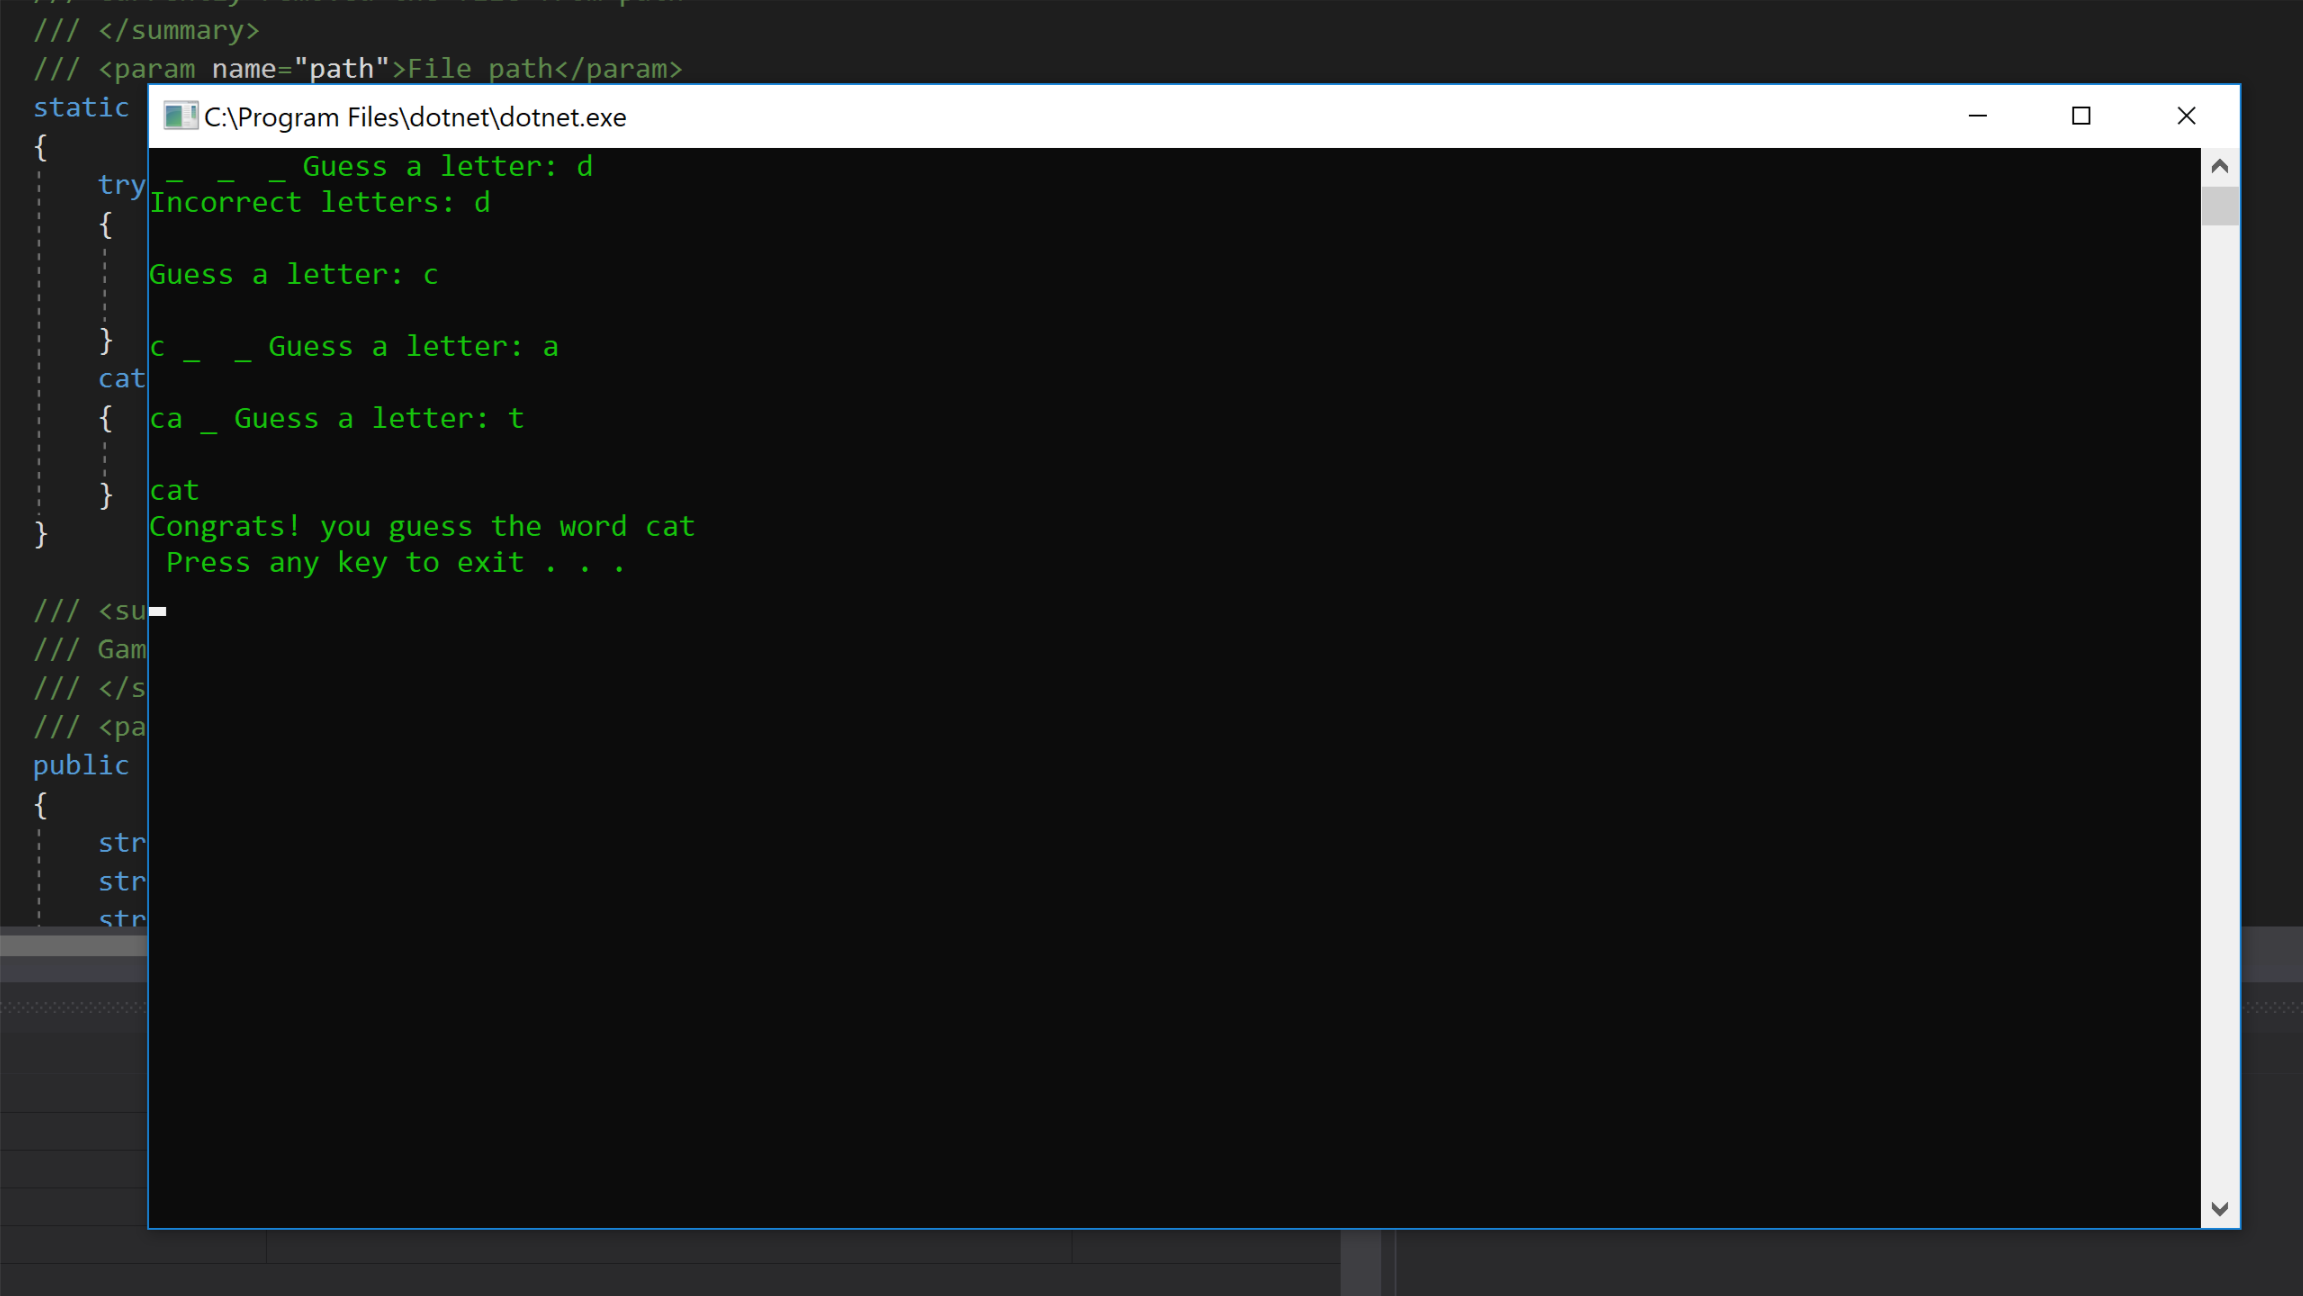 /// </summary>
/// <param name="path">File path</param>
static
{
try
{
}
cat
{
}
}
/// <su
/// Gam
/// </s
/// <pa
public
{
str
str
str
C:\Program Files\dotnet\dotnet.exe
_  _  _ Guess a letter: d
Incorrect letters: d
Guess a letter: c
c _  _ Guess a letter: a
ca _ Guess a letter: t
cat
Congrats! you guess the word cat
Press any key to exit . . .